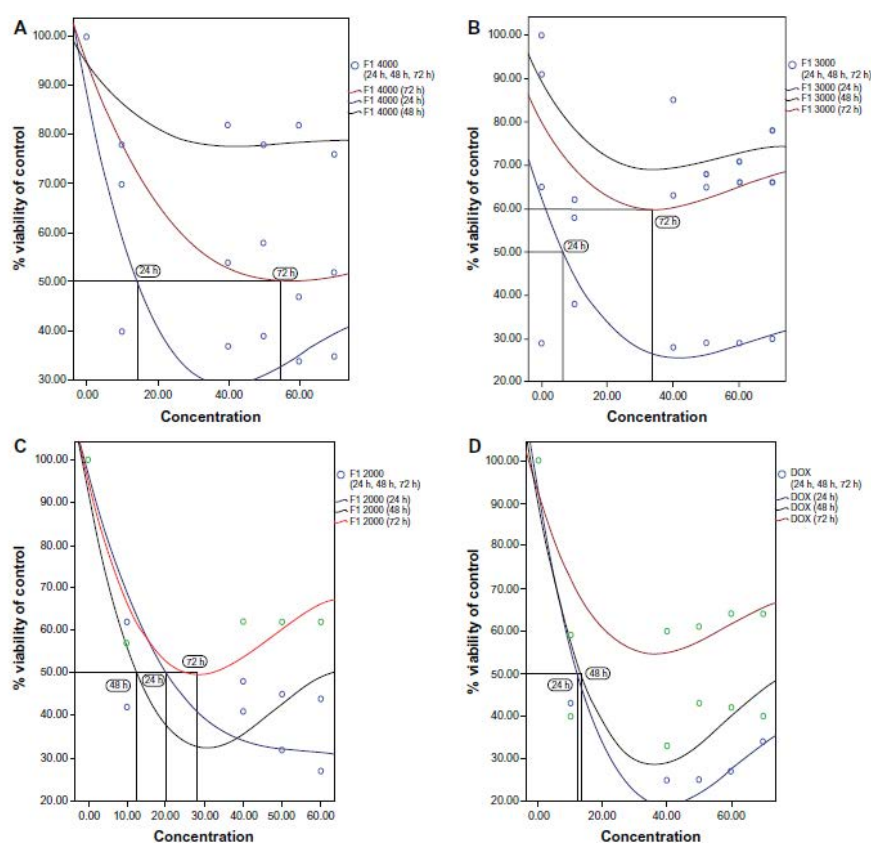 A
% viability of control
100.00
90.00
80.00
70.00
60.00
50.00
40.00
30.00
0.00 20.00 40.00 60.00
Concentration
24 h
72 h
F1 4000
(24 h, 48 h, 72 h)
F1 4000 (72 h)
F1 4000 (24 h)
F1 4000 (48 h)
B
% viability of control
100.00
90.00
80.00
70.00
60.00
50.00
40.00
30.00
20.00
0.00 20.00 40.00 60.00
Concentration
72 h
24 h
F1 3000
(24 h, 48 h, 72 h)
F1 3000 (24 h)
F1 3000 (48 h)
F1 3000 (72 h)
C
% viability of control
100.00
90.00
80.00
70.00
60.00
50.00
40.00
30.00
20.00
0.00 10.00 20.00 30.00 40.00 50.00 60.00
Concentration
72 h
48 h
24 h
F1 2000
(24 h, 48 h, 72 h)
F1 2000 (24 h)
F1 2000 (48 h)
F1 2000 (72 h)
D
% viability of control
100.00
90.00
80.00
70.00
60.00
50.00
40.00
30.00
20.00
0.00 20.00 40.00 60.00
Concentration
24 h
48 h
DOX
(24 h, 48 h, 72 h)
DOX (24 h)
DOX (48 h)
DOX (72 h)